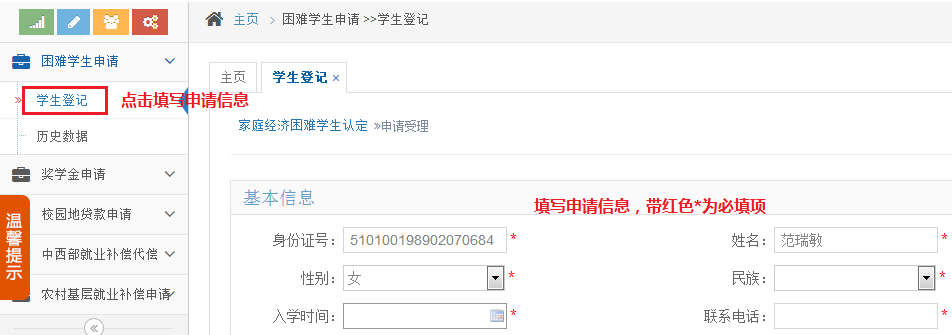 主页 > 困难学生申请 >>学生登记
困难学生申请
主页 学生登记 ×
» 学生登记
点击填写申请信息
家庭经济困难学生认定 »申请受理
历史数据
奖学金申请
基本信息
填写申请信息，带红色*为必填项
温馨提示
校园地贷款申请
身份证号： 510100198902070684 *
姓名： 范瑞敏 *
中西部就业补偿代偿
性别： 女 *
民族： *
农村基层就业补偿申请
入学时间： *
联系电话： *